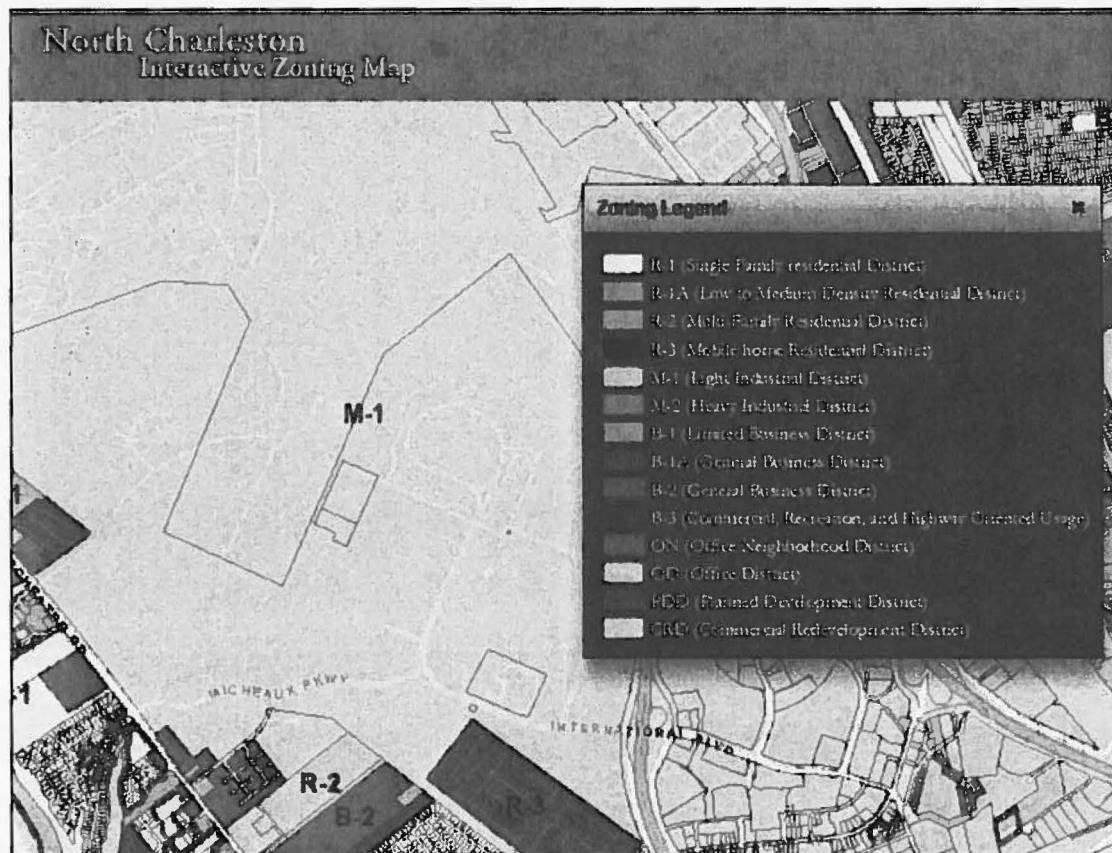 North Charleston
Interactive Zoning Map
Zoning Legend
R-1 (Single Family residential District)
R-1A (Low to Medium Density Residential District)
R-2 (Multi Family Residential District)
R-3 (Mobile home Residential District)
M-1 (Light Industrial District)
M-2 (Heavy Industrial District)
B-1 (Limited Business District)
B-1A (General Business District)
B-2 (General Business District)
B-3 (Commercial, Recreation, and Highway Oriented Usage)
ON (Office Neighborhood District)
OD (Office District)
PDD (Planned Development District)
CRD (Commercial Redevelopment District)
M-1
MICHEAUX PKWY
INTERNATIONAL BLVD
R-2
B-2
R-3